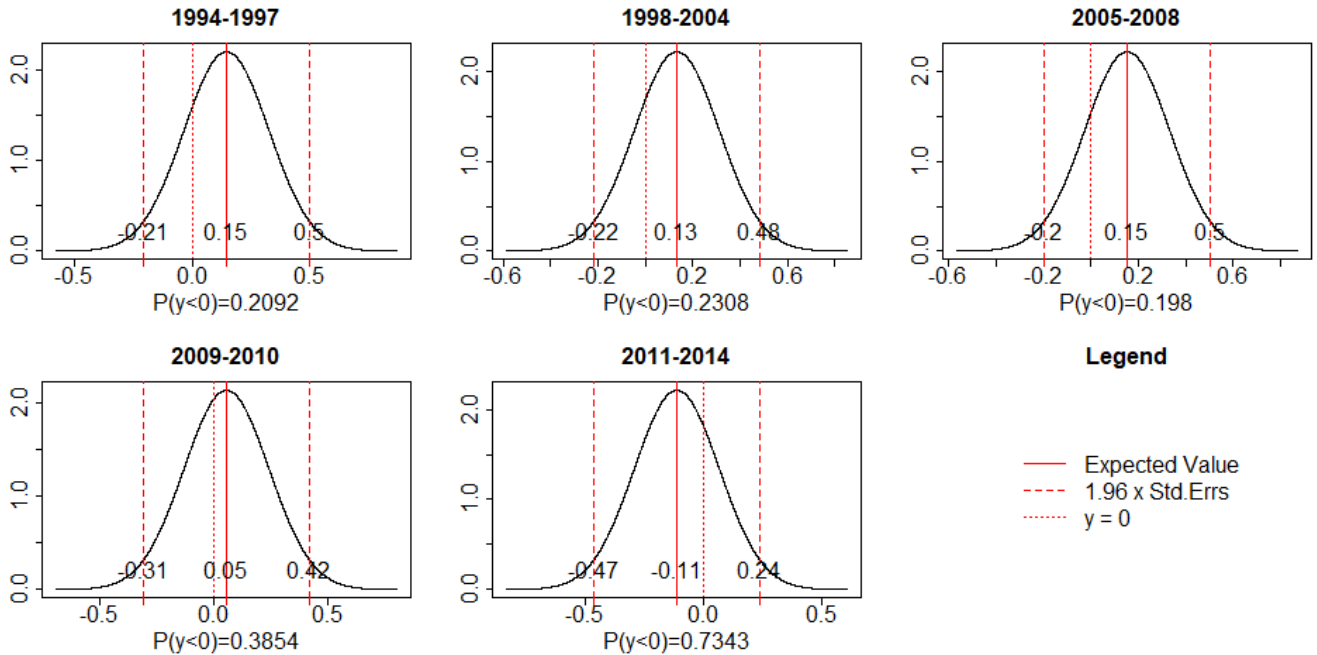 1994-1997
2.0
1.0
0.0
-0.21 0.15 0.5
-0.5 0.0 0.5
P(y<0)=0.2092
1998-2004
2.0
1.0
0.0
-0.22 0.13 0.48
-0.6 -0.2 0.2 0.6
P(y<0)=0.2308
2005-2008
2.0
1.0
0.0
-0.2 0.15 0.5
-0.6 -0.2 0.2 0.6
P(y<0)=0.198
2009-2010
2.0
1.0
0.0
-0.31 0.05 0.42
-0.5 0.0 0.5
P(y<0)=0.3854
2011-2014
2.0
1.0
0.0
-0.47 -0.11 0.24
-0.5 0.0 0.5
P(y<0)=0.7343
Legend
Expected Value
1.96 x Std.Errs
y = 0